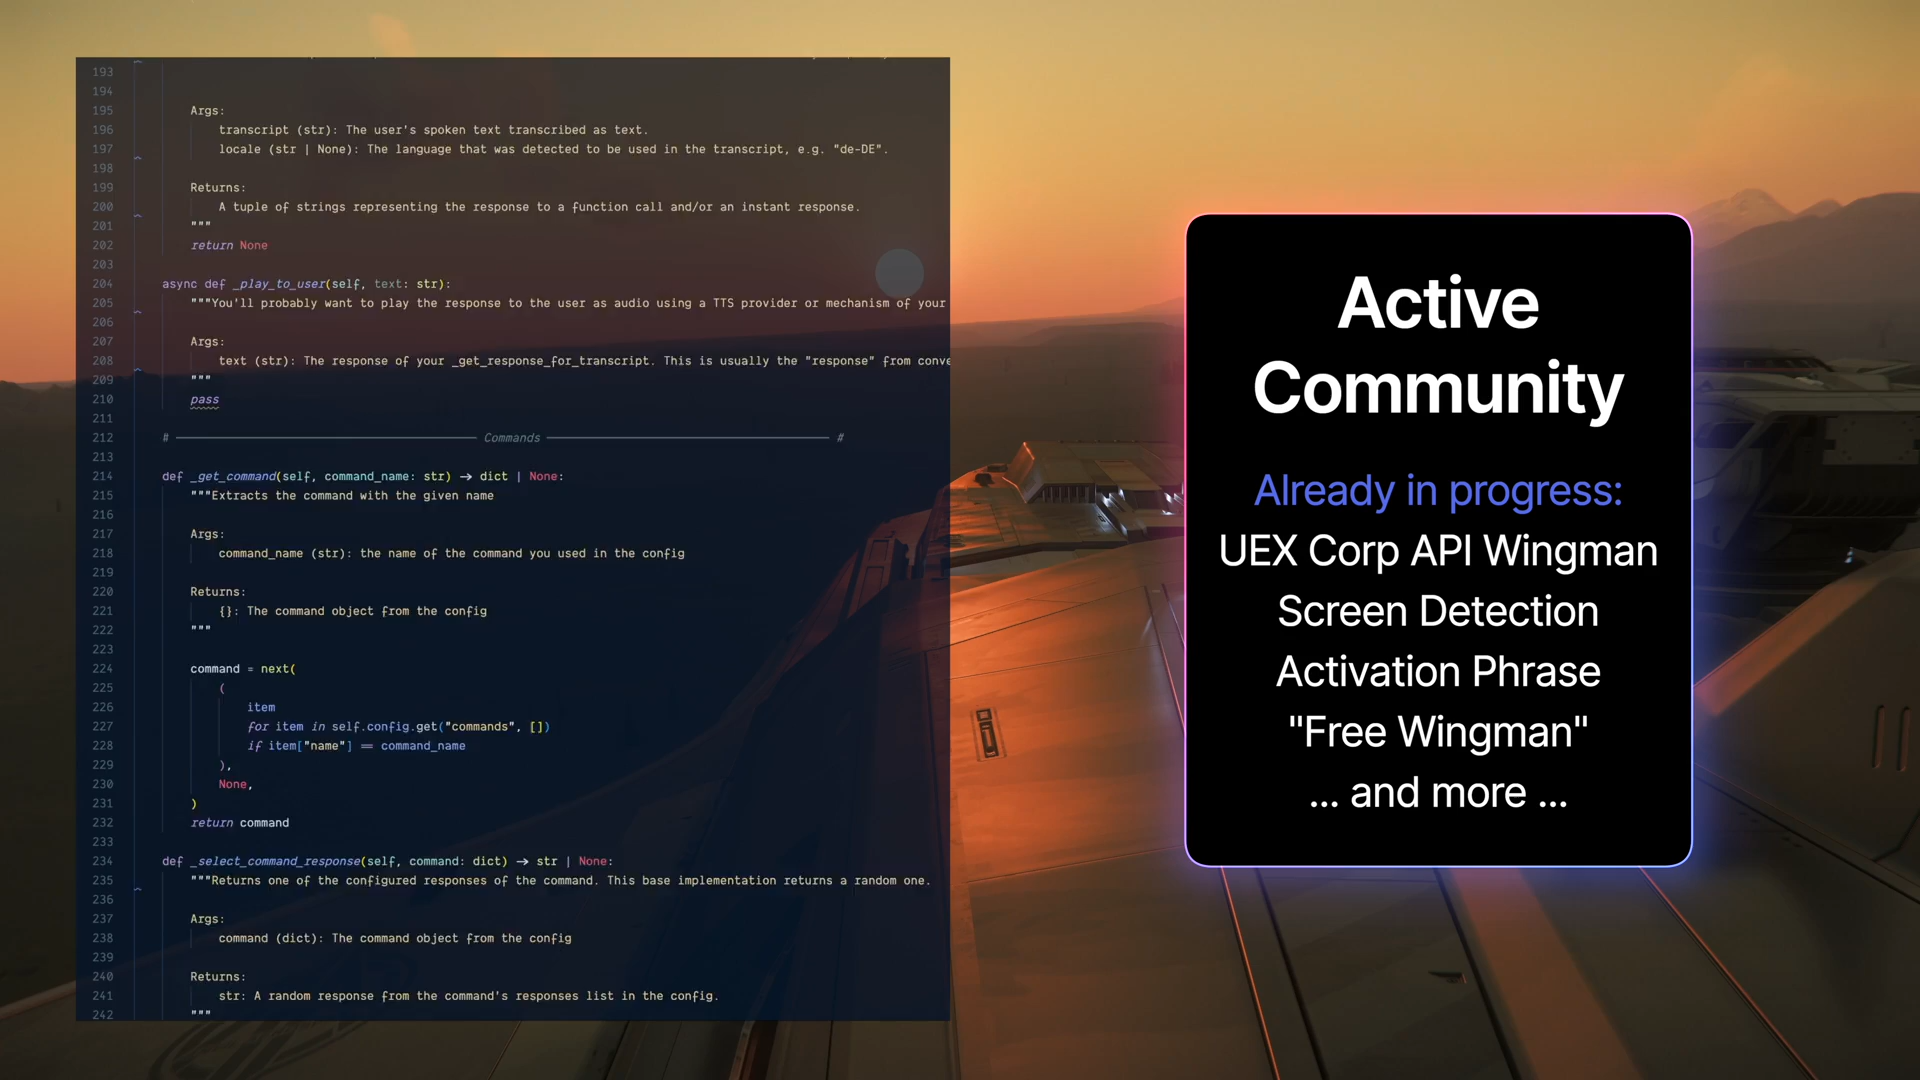 193
194
195 Args:
196 transcript (str): The user's spoken text transcribed as text.
197 locale (str | None): The language that was detected to be used in the transcript, e.g. "de-DE".
198
199 Returns:
200 A tuple of strings representing the response to a function call and/or an instant response.
201 """
202 return None
203
204 async def _play_to_user(self, text: str):
205 """You'll probably want to play the response to the user as audio using a TTS provider or mechanism of your
206
207 Args:
208 text (str): The response of your _get_response_for_transcript. This is usually the "response" from conve
209 """
210 pass
211
212 # ─────────── Commands ─────────── #
213
214 def _get_command(self, command_name: str) → dict | None:
215 """Extracts the command with the given name
216
217 Args:
218 command_name (str): the name of the command you used in the config
219
220 Returns:
221 {}: The command object from the config
222 """
223
224 command = next(
225 (
226 item
227 for item in self.config.get("commands", [])
228 if item["name"] == command_name
229 ),
230 None,
231 )
232 return command
233
234 def _select_command_response(self, command: dict) → str | None:
235 """Returns one of the configured responses of the command. This base implementation returns a random one.
236
237 Args:
238 command (dict): The command object from the config
239
240 Returns:
241 str: A random response from the command's responses list in the config.
242 """
Active
Community
Already in progress:
UEX Corp API Wingman
Screen Detection
Activation Phrase
"Free Wingman"
... and more ...